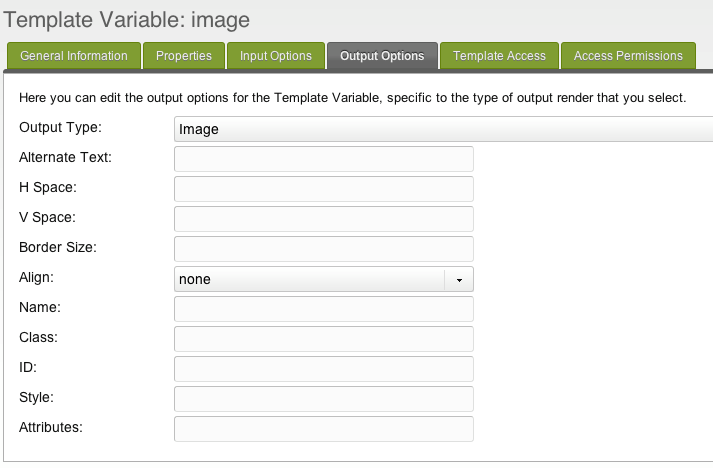 Template Variable: image
General Information Properties Input Options Output Options Template Access Access Permissions
Here you can edit the output options for the Template Variable, specific to the type of output render that you select.
Output Type: Image
Alternate Text:
H Space:
V Space:
Border Size:
Align: none
Name:
Class:
ID:
Style:
Attributes: